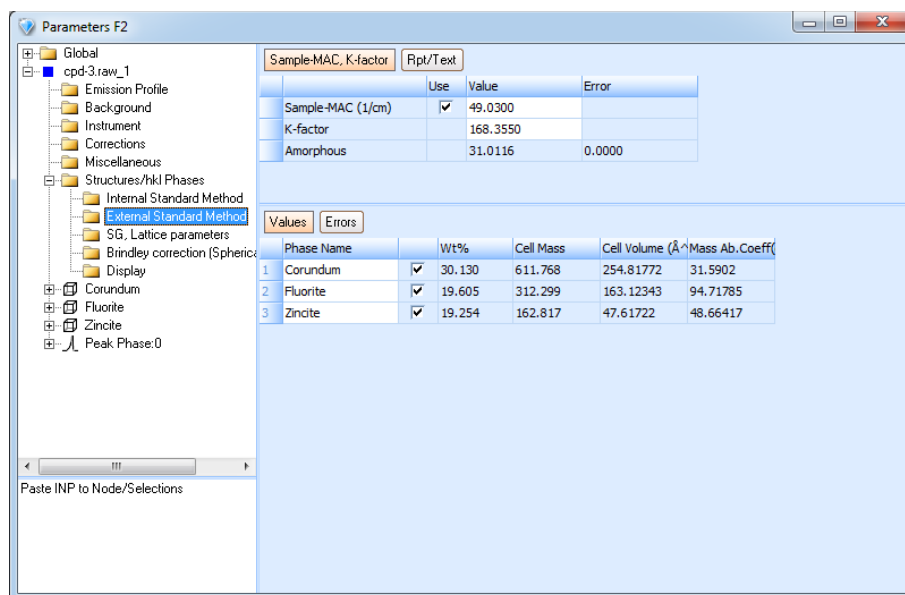 Parameters F2
Global
cpd-3.raw_1
Emission Profile
Background
Instrument
Corrections
Miscellaneous
Structures/hkl Phases
Internal Standard Method
External Standard Method
SG, Lattice parameters
Brindley correction (Spherica
Display
Corundum
Fluorite
Zincite
Peak Phase:0
Paste INP to Node/Selections
Sample-MAC, K-factor Rpt/Text
Use Value Error
Sample-MAC (1/cm) 49.0300
K-factor 168.3550
Amorphous 31.0116 0.0000
Values Errors
Phase Name Wt% Cell Mass Cell Volume (Å^ Mass Ab.Coeff(
1 Corundum 30.130 611.768 254.81772 31.5902
2 Fluorite 19.605 312.299 163.12343 94.71785
3 Zincite 19.254 162.817 47.61722 48.66417